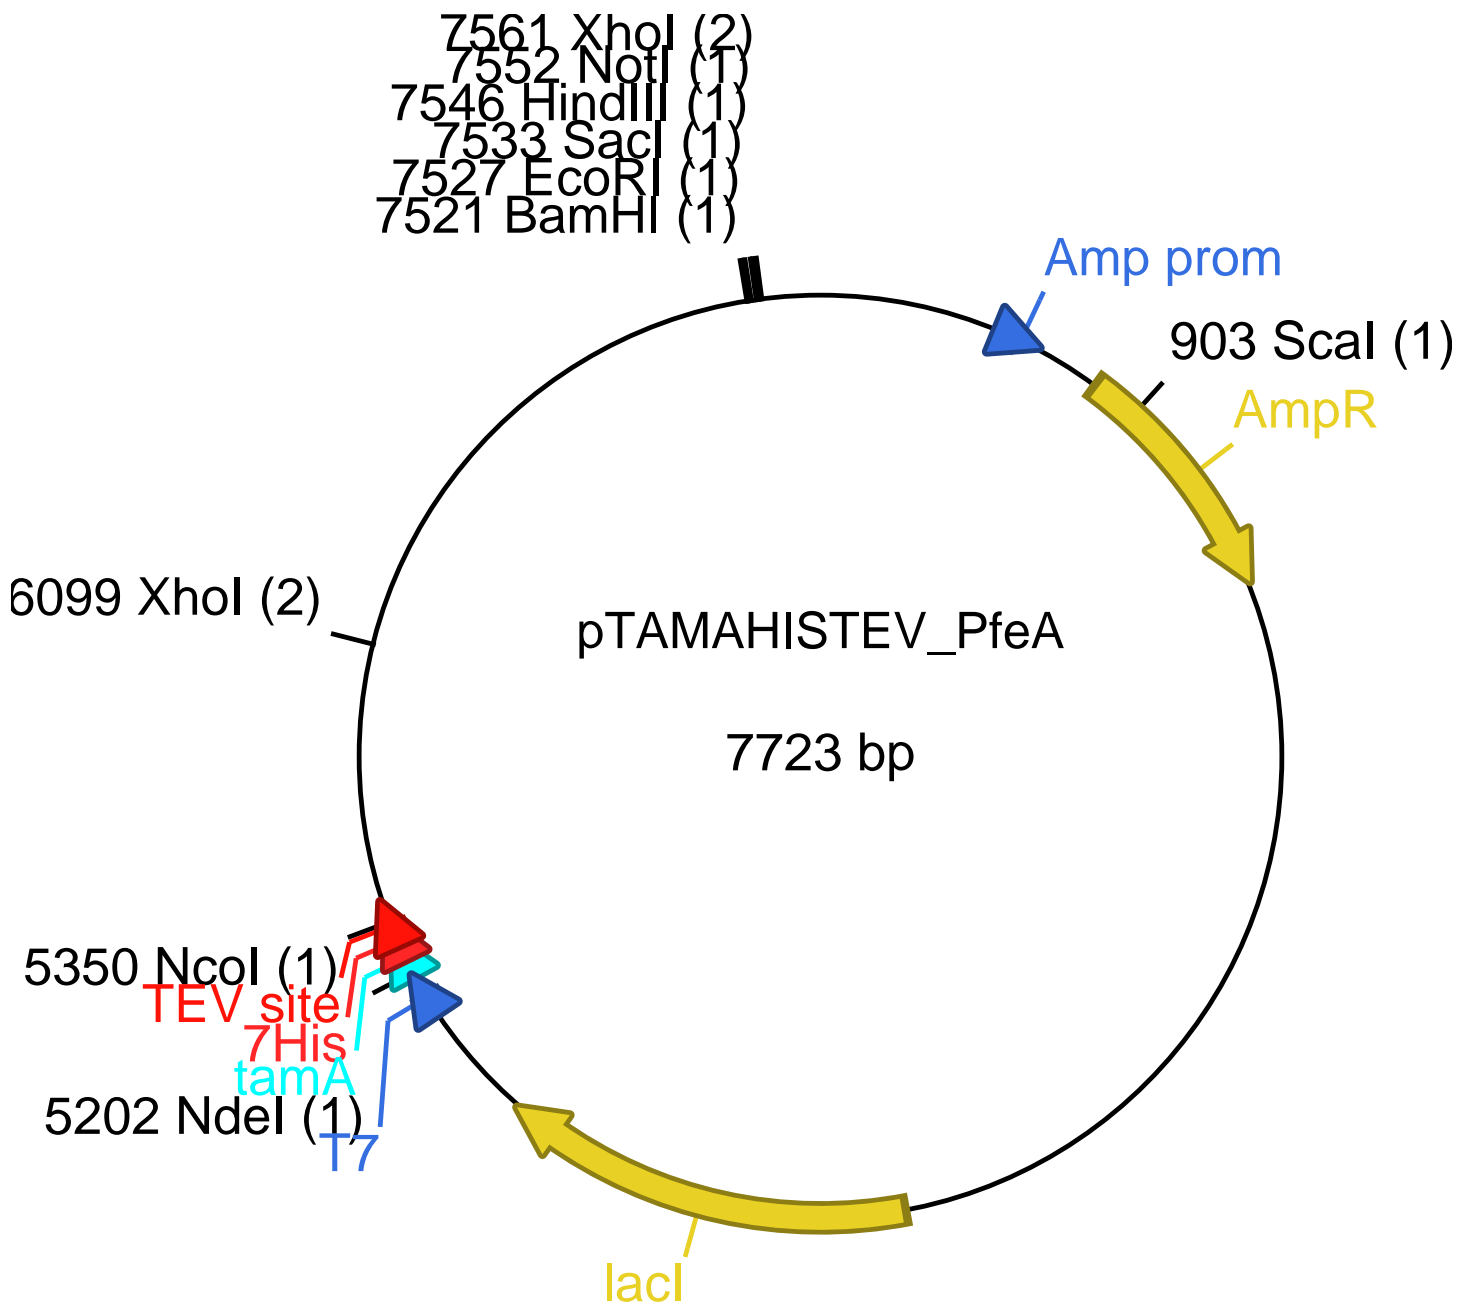 7561 XhoI (2)
7552 NotI (1)
7546 HindIII (1)
7533 SacI (1)
7527 EcoRI (1)
7521 BamHI (1)
Amp prom
903 ScaI (1)
AmpR
6099 XhoI (2)
pTAMAHISTEV_PfeA
7723 bp
5350 NcoI (1)
TEV site
7His
tamA
5202 NdeI (1)
T7
lacI